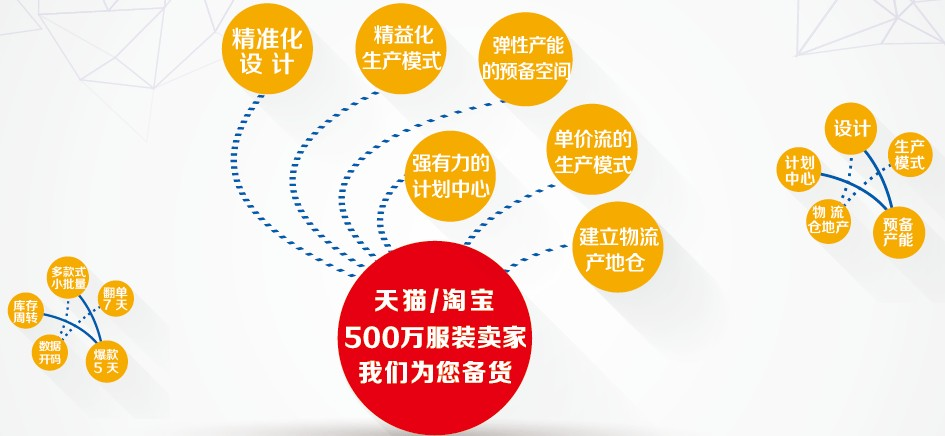 精准化
设 计
精益化
生产模式
弹性产能
的预备空间
强有力的
计划中心
单价流的
生产模式
建立物流
产地仓
天猫/淘宝
500万服装卖家
我们为您备货
设计
生产
模式
计划
中心
物 流
仓地产
预备
产能
多款式
小批量
翻单
7 天
库存
周转
数据
开码
爆款
5 天